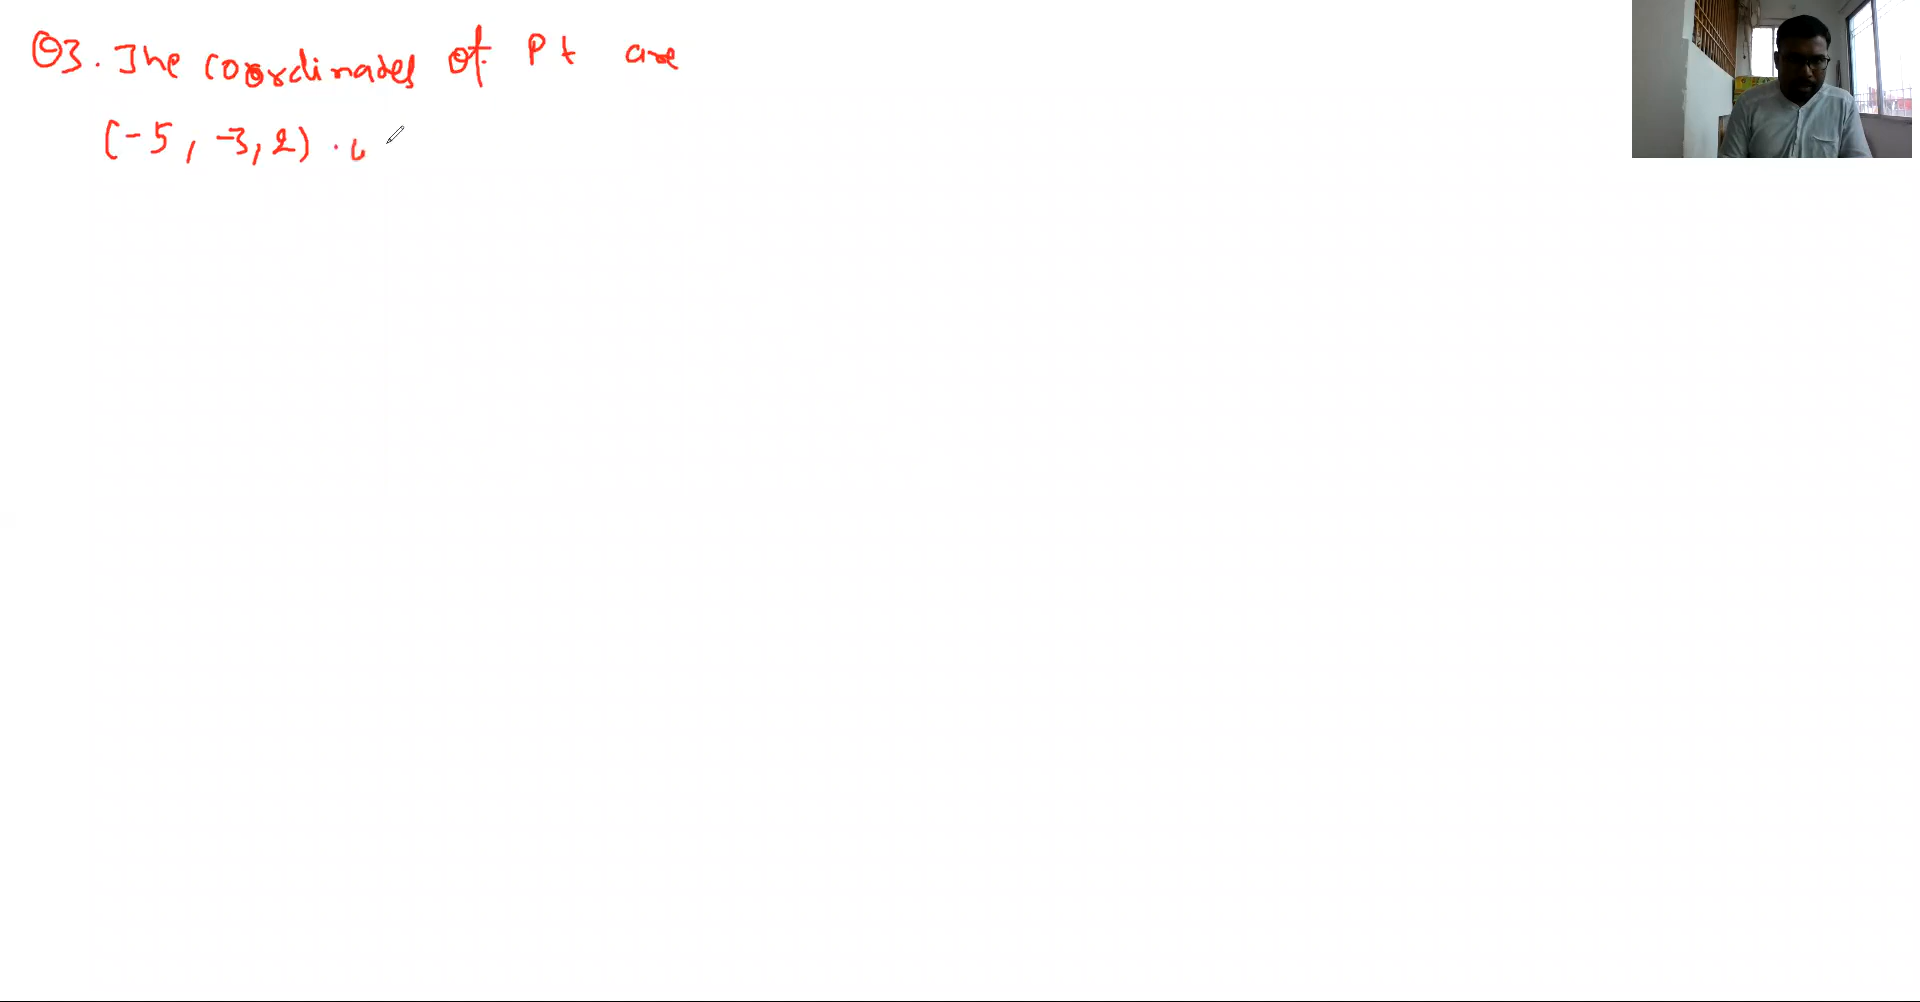 Q3. The coordinates of Pt are
(-5, -3, 2).